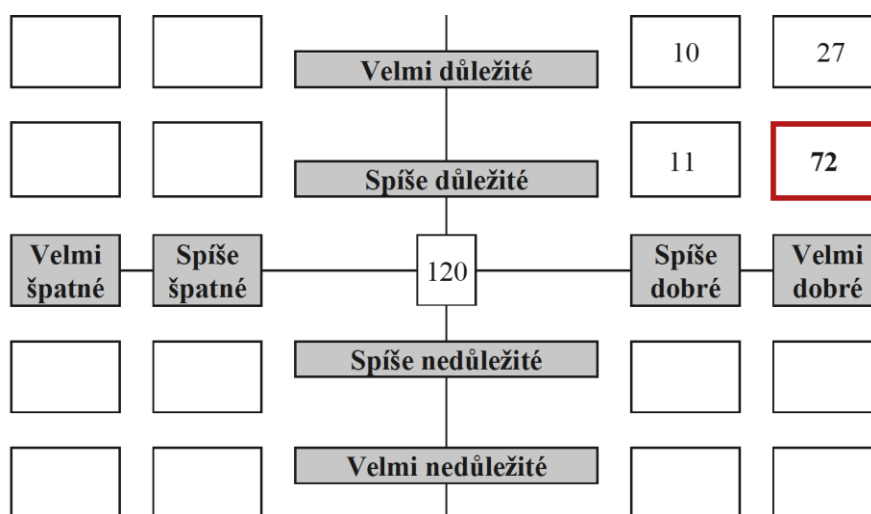 Velmi důležité
10
27
Spíše důležité
11
72
Velmi
špatné
Spíše
špatné
120
Spíše
dobré
Velmi
dobré
Spíše nedůležité
Velmi nedůležité